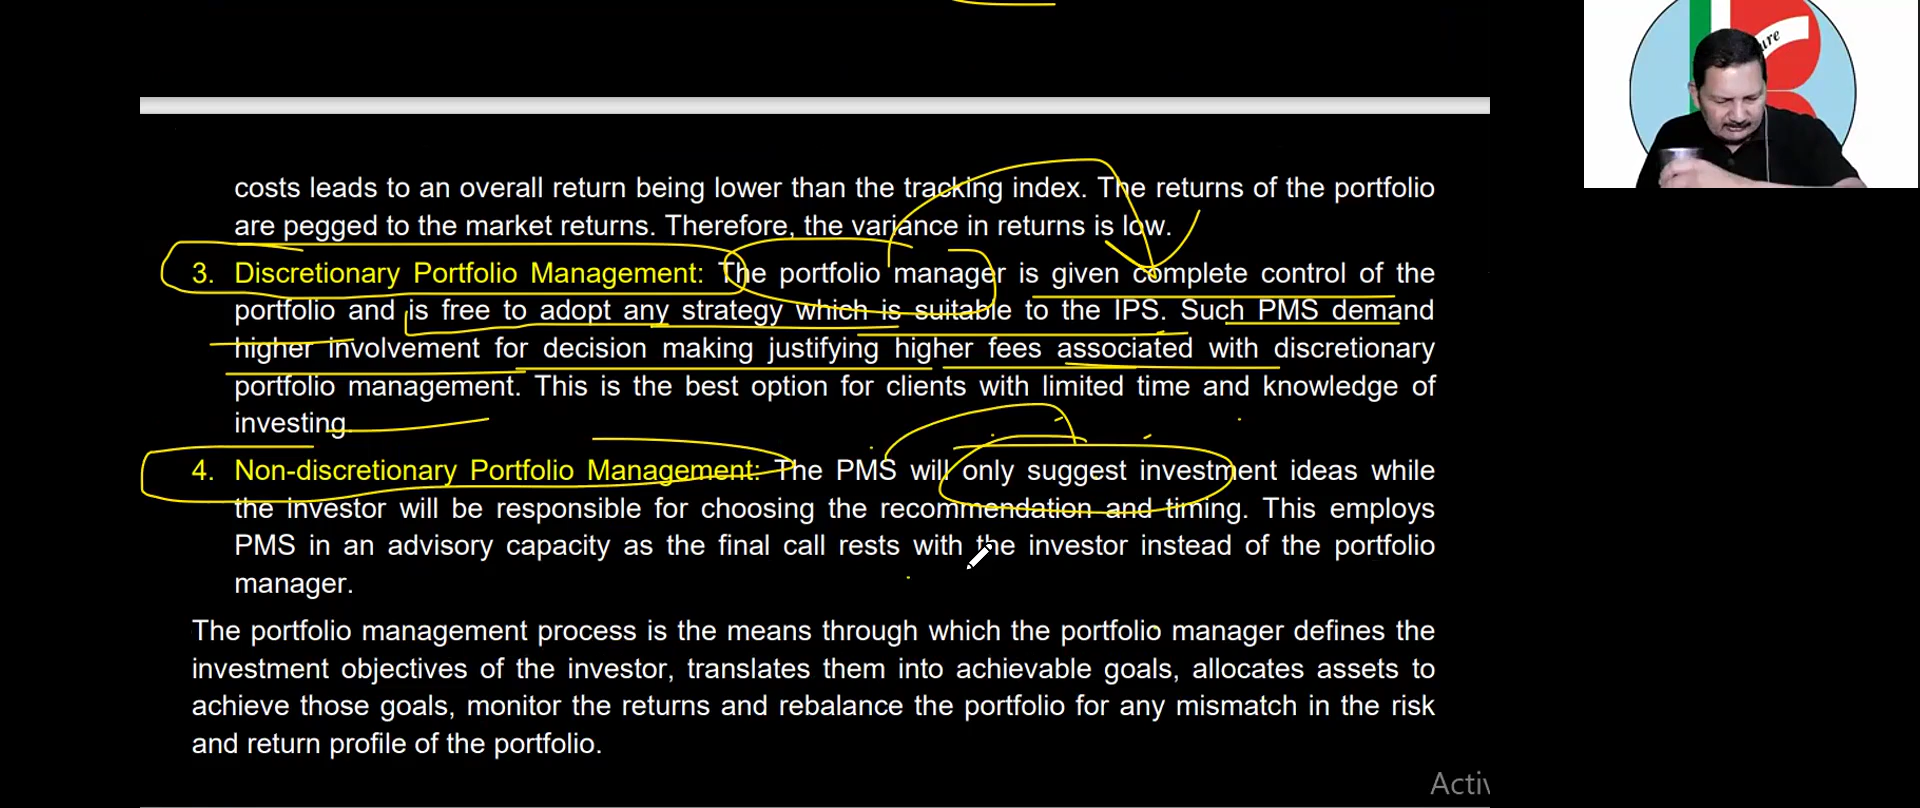 costs leads to an overall return being lower than the tracking index. The returns of the portfolio
are pegged to the market returns. Therefore, the variance in returns is low.
3. Discretionary Portfolio Management: The portfolio manager is given complete control of the
portfolio and is free to adopt any strategy which is suitable to the IPS. Such PMS demand
higher involvement for decision making justifying higher fees associated with discretionary
portfolio management. This is the best option for clients with limited time and knowledge of
investing.
4. Non-discretionary Portfolio Management: The PMS will only suggest investment ideas while
the investor will be responsible for choosing the recommendation and timing. This employs
PMS in an advisory capacity as the final call rests with the investor instead of the portfolio
manager.
The portfolio management process is the means through which the portfolio manager defines the
investment objectives of the investor, translates them into achievable goals, allocates assets to
achieve those goals, monitor the returns and rebalance the portfolio for any mismatch in the risk
and return profile of the portfolio.